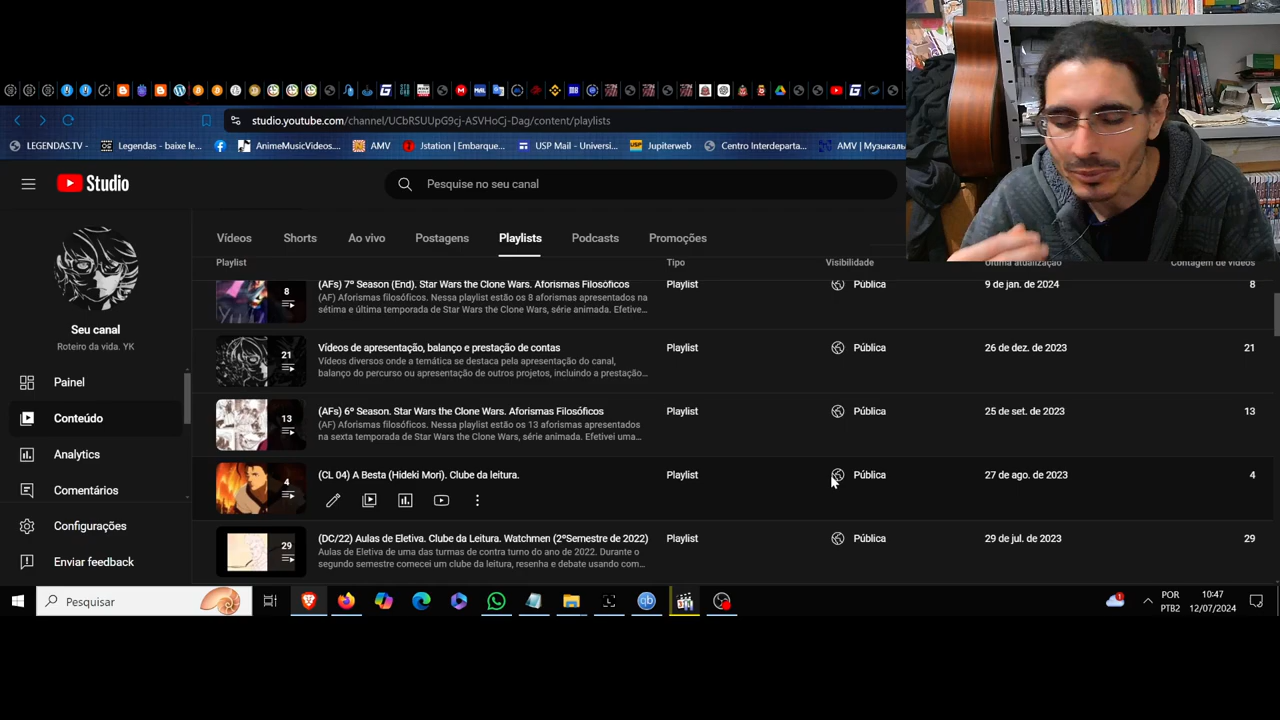 studio.youtube.com/channel/UCbRSUUpG9cj-ASVHoCj-Dag/content/playlists
LEGENDAS.TV - Legendas - baixe le... AnimeMusicVideos.... AMV Jstation | Embarque... USP Mail - Universi... Jupiterweb Centro Interdeparta... AMV | Музыкаль
Studio
Pesquise no seu canal
Vídeos Shorts Ao vivo Postagens Playlists Podcasts Promoções
Playlist Tipo Visibilidade Última atualização Contagem de vídeos
8
(AFs) 7º Season (End). Star Wars the Clone Wars. Aforismos Filosóficos
(AF) Aforismos filosóficos. Nessa playlist estão os 8 aforismos apresentados na
sétima e última temporada de Star Wars the Clone Wars, série animada. Efetive...
Playlist Pública 9 de jan. de 2024 8
21
Vídeos de apresentação, balanço e prestação de contas
Vídeos diversos onde a temática se destaca pela apresentação do canal,
balanço do percurso ou apresentação de outros projetos, incluindo a prestação...
Playlist Pública 26 de dez. de 2023 21
13
(AFs) 6º Season. Star Wars the Clone Wars. Aforismos Filosóficos
(AF) Aforismos filosóficos. Nessa playlist estão os 13 aforismos apresentados
na sexta temporada de Star Wars the Clone Wars, série animada. Efetivei uma...
Playlist Pública 25 de set. de 2023 13
4
(CL 04) A Besta (Hideki Mori). Clube da leitura.
Playlist Pública 27 de ago. de 2023 4
29
(DC/22) Aulas de Eletiva. Clube da Leitura. Watchmen (2ºSemestre de 2022)
Aulas de Eletiva de uma das turmas de contra turno do ano de 2022. Durante o
segundo semestre comecei um clube da leitura, resenha e debate usando com...
Playlist Pública 29 de jul. de 2023 29
Seu canal
Roteiro da vida. YK
Painel
Conteúdo
Analytics
Comentários
Configurações
Enviar feedback
Pesquisar
POR
PTB2
10:47
12/07/2024